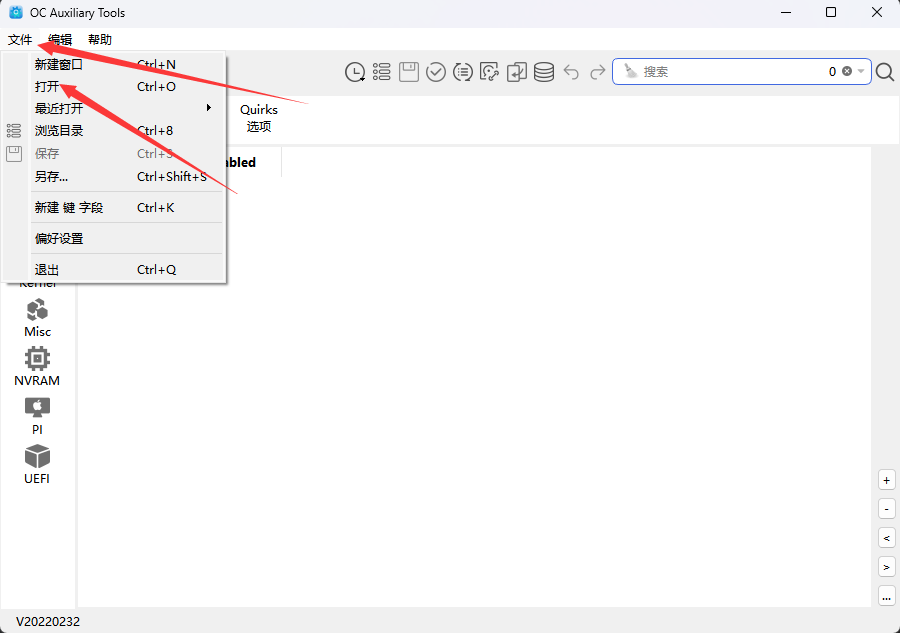 OC Auxiliary Tools
文件 编辑 帮助
新建窗口 Ctrl+N
打开 Ctrl+O
最近打开
浏览目录 Ctrl+8
保存 Ctrl+S
另存... Ctrl+Shift+S
新建 键 字段 Ctrl+K
偏好设置
退出 Ctrl+Q
搜索 0
Quirks
选项
abled
Kernel
Misc
NVRAM
PI
UEFI
+
-
<
>
...
V20220232